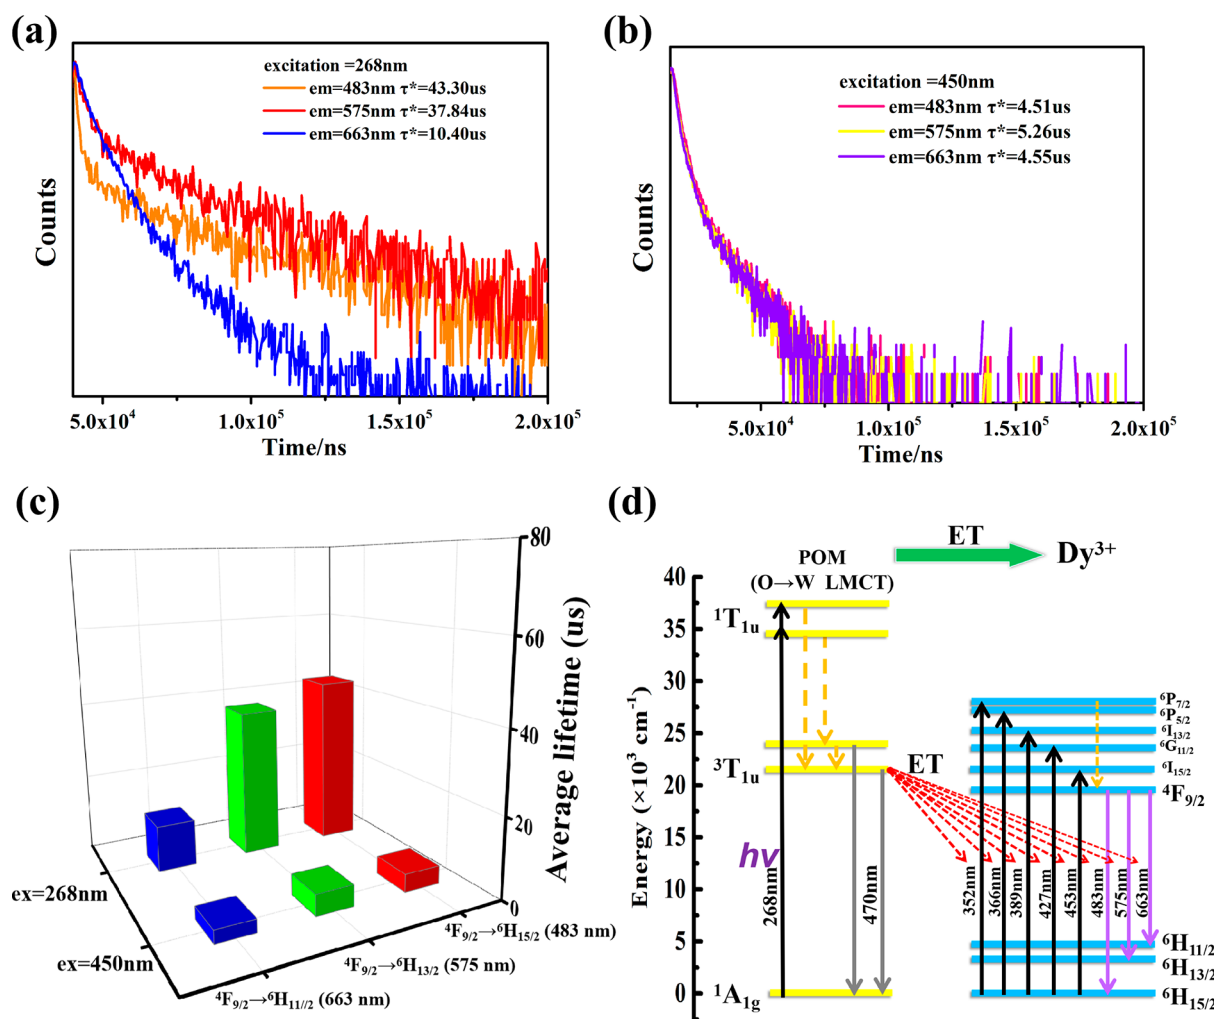 (a)
excitation =268nm
em=483nm τ*=43.30us
em=575nm τ*=37.84us
em=663nm τ*=10.40us
Counts
5.0x10⁴ 1.0x10⁵ 1.5x10⁵ 2.0x10⁵
Time/ns
(b)
excitation =450nm
em=483nm τ*=4.51us
em=575nm τ*=5.26us
em=663nm τ*=4.55us
Counts
5.0x10⁴ 1.0x10⁵ 1.5x10⁵ 2.0x10⁵
Time/ns
(c)
80
60
40
20
0
Average lifetime (us)
ex=268nm
ex=450nm
⁴F₉/₂→⁶H₁₅/₂ (483 nm)
⁴F₉/₂→⁶H₁₃/₂ (575 nm)
⁴F₉/₂→⁶H₁₁//₂ (663 nm)
(d)
ET
Dy³⁺
POM
(O→W LMCT)
40
35
30
25
20
15
10
5
0
Energy (×10³ cm⁻¹)
¹T₁ᵤ
³T₁ᵤ
¹A₁g
hv
268nm
470nm
ET
352nm
366nm
389nm
427nm
453nm
483nm
575nm
663nm
⁶P₇/₂
⁶P₅/₂
⁶I₁₃/₂
⁶G₁₁/₂
⁶I₁₅/₂
⁴F₉/₂
⁶H₁₁/₂
⁶H₁₃/₂
⁶H₁₅/₂